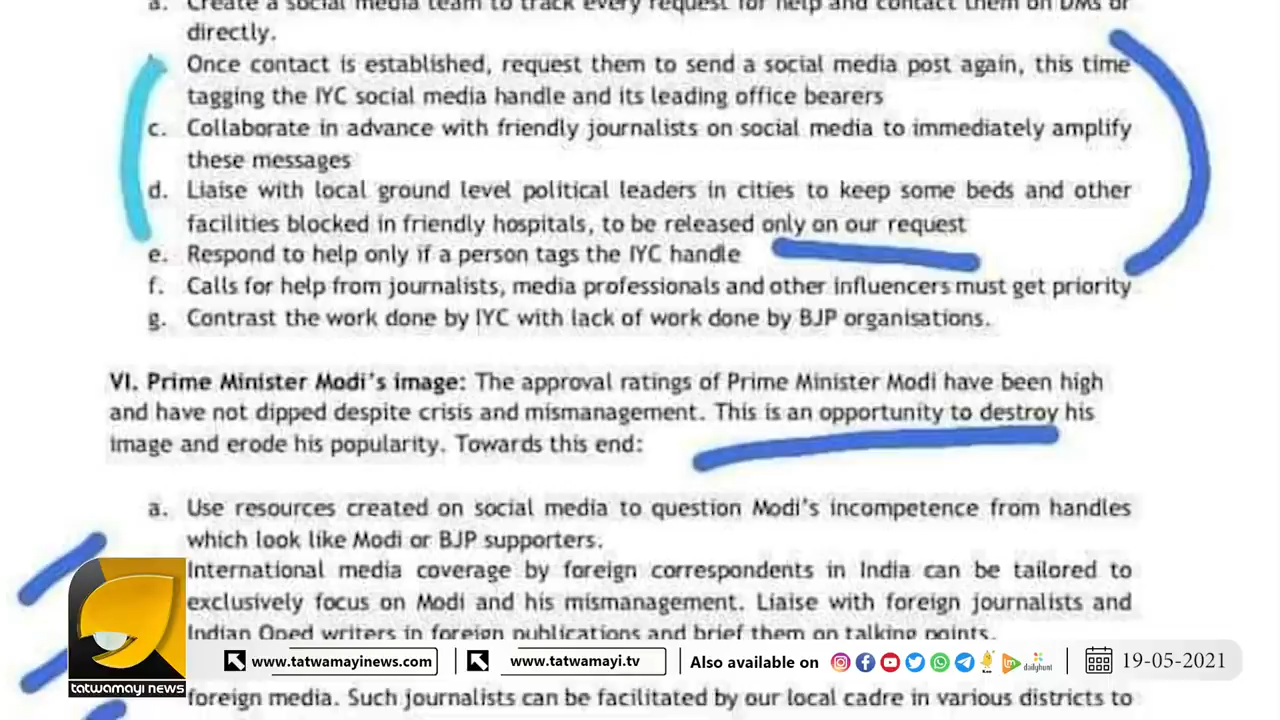 a. Create a social media team to track every request for help and contact them on DMs or
directly.
Once contact is established, request them to send a social media post again, this time
tagging the IYC social media handle and its leading office bearers
c. Collaborate in advance with friendly journalists on social media to immediately amplify
these messages
d. Liaise with local ground level political leaders in cities to keep some beds and other
facilities blocked in friendly hospitals, to be released only on our request
e. Respond to help only if a person tags the IYC handle
f. Calls for help from journalists, media professionals and other influencers must get priority
g. Contrast the work done by IYC with lack of work done by BJP organisations.
VI. Prime Minister Modi's image: The approval ratings of Prime Minister Modi have been high
and have not dipped despite crisis and mismanagement. This is an opportunity to destroy his
image and erode his popularity. Towards this end:
a. Use resources created on social media to question Modi's incompetence from handles
which look like Modi or BJP supporters.
International media coverage by foreign correspondents in India can be tailored to
exclusively focus on Modi and his mismanagement. Liaise with foreign journalists and
Indian Oped writers in foreign publications and brief them on talking points.
foreign media. Such journalists can be facilitated by our local cadre in various districts to
tatwamayi news
www.tatwamayinews.com
www.tatwamayi.tv
Also available on
dailyhunt
19-05-2021